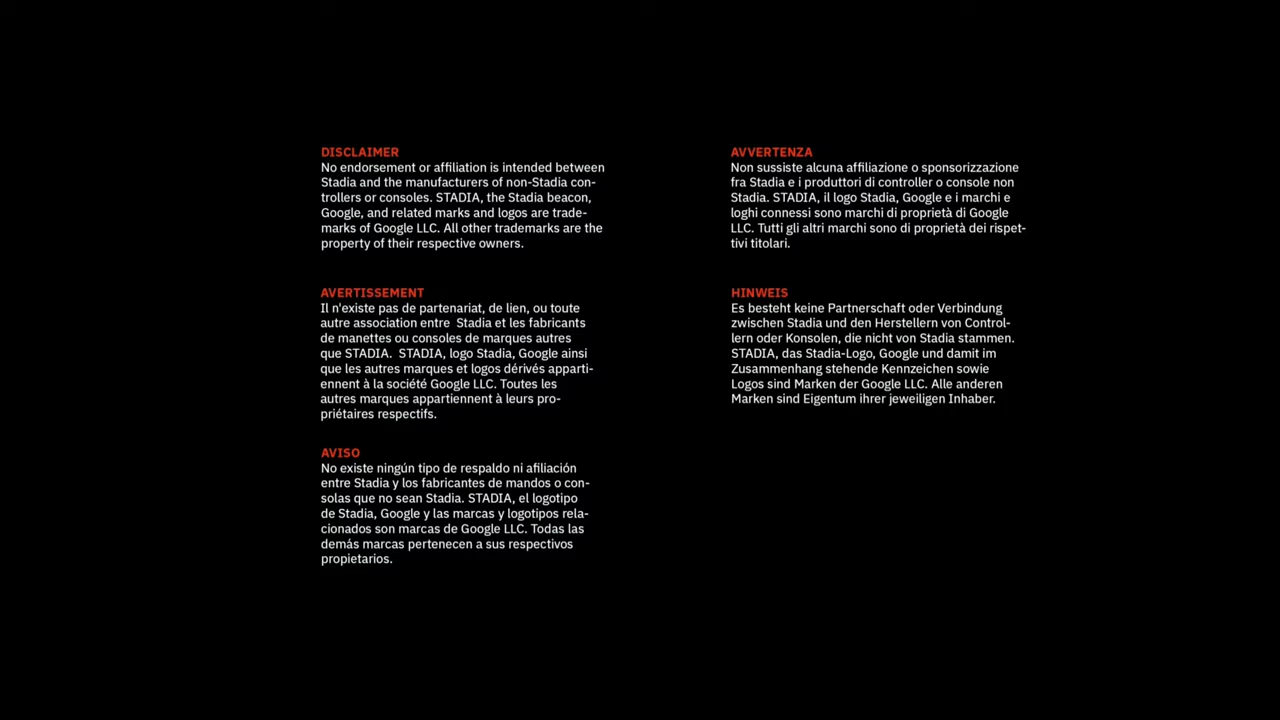 DISCLAIMER
No endorsement or affiliation is intended between
Stadia and the manufacturers of non-Stadia con-
trollers or consoles. STADIA, the Stadia beacon,
Google, and related marks and logos are trade-
marks of Google LLC. All other trademarks are the
property of their respective owners.
AVERTISSEMENT
Il n'existe pas de partenariat, de lien, ou toute
autre association entre  Stadia et les fabricants
de manettes ou consoles de marques autres
que STADIA.  STADIA, logo Stadia, Google ainsi
que les autres marques et logos dérivés apparti-
ennent à la société Google LLC. Toutes les
autres marques appartiennent à leurs pro-
priétaires respectifs.
AVISO
No existe ningún tipo de respaldo ni afiliación
entre Stadia y los fabricantes de mandos o con-
solas que no sean Stadia. STADIA, el logotipo
de Stadia, Google y las marcas y logotipos rela-
cionados son marcas de Google LLC. Todas las
demás marcas pertenecen a sus respectivos
propietarios.
AVVERTENZA
Non sussiste alcuna affiliazione o sponsorizzazione
fra Stadia e i produttori di controller o console non
Stadia. STADIA, il logo Stadia, Google e i marchi e
loghi connessi sono marchi di proprietà di Google
LLC. Tutti gli altri marchi sono di proprietà dei rispet-
tivi titolari.
HINWEIS
Es besteht keine Partnerschaft oder Verbindung
zwischen Stadia und den Herstellern von Control-
lern oder Konsolen, die nicht von Stadia stammen.
STADIA, das Stadia-Logo, Google und damit im
Zusammenhang stehende Kennzeichen sowie
Logos sind Marken der Google LLC. Alle anderen
Marken sind Eigentum ihrer jeweiligen Inhaber.